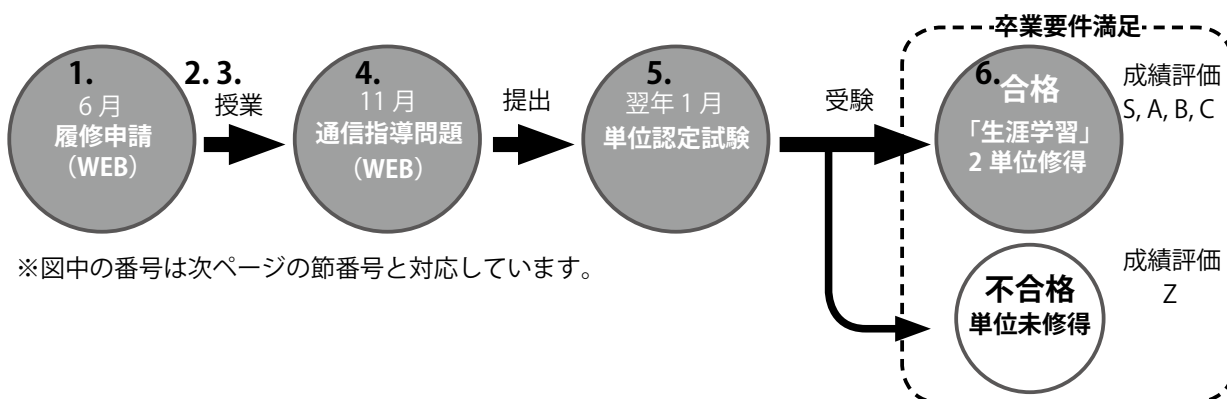 卒業要件満足
1.
6 月
履修申請
(WEB)
2. 3.
授業
4.
11 月
通信指導問題
(WEB)
提出
5.
翌年 1 月
単位認定試験
受験
6.
合格
「生涯学習」
2 単位修得
成績評価
S, A, B, C
不合格
単位未修得
成績評価
Z
※図中の番号は次ページの節番号と対応しています。